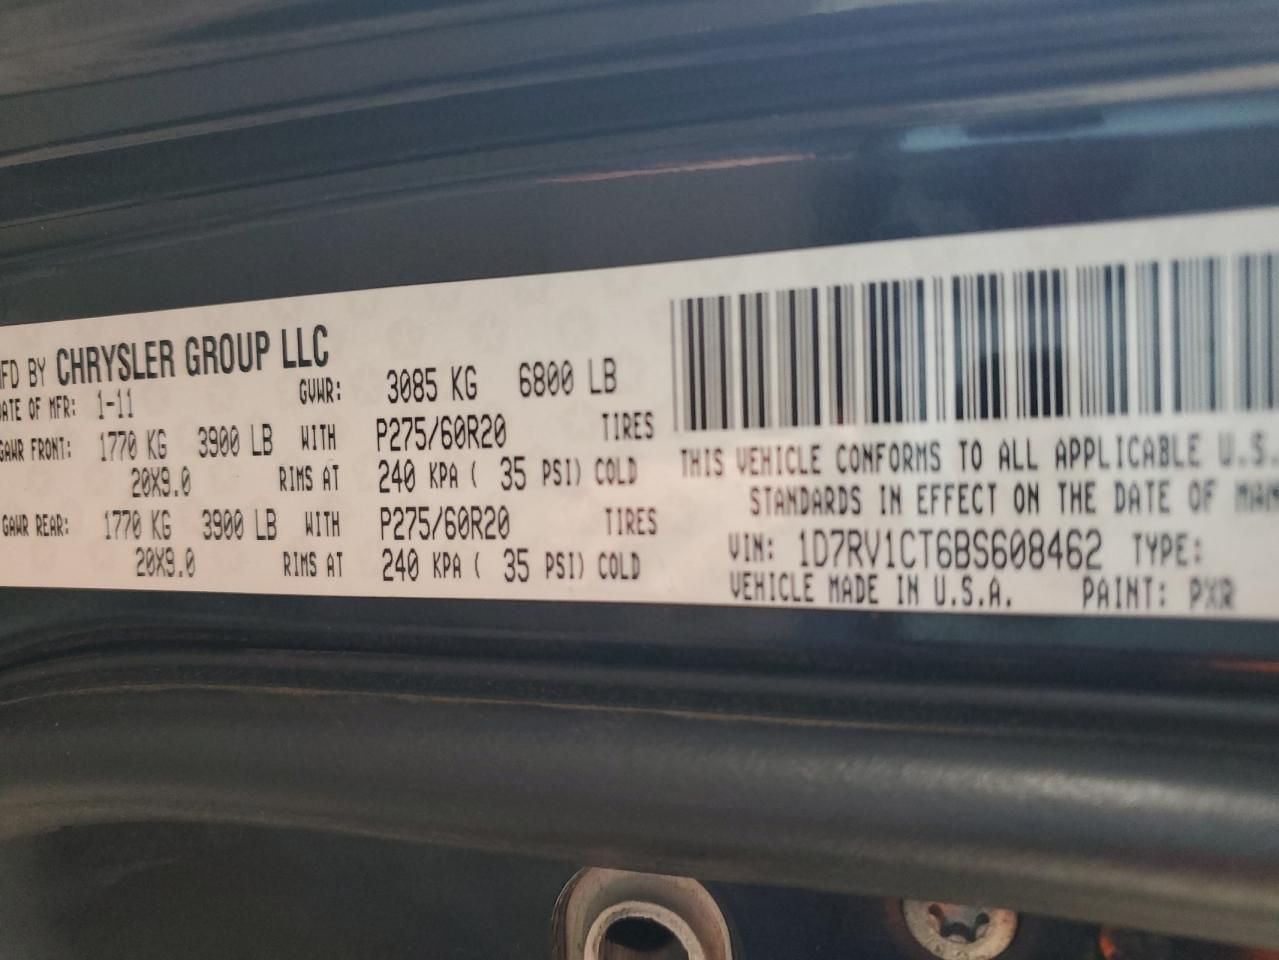 MFD BY CHRYSLER GROUP LLC
DATE OF MFR: 1-11 GVWR: 3085 KG 6800 LB
GAWR FRONT: 1770 KG 3900 LB WITH P275/60R20 TIRES
20X9.0 RIMS AT 240 KPA ( 35 PSI) COLD
GAWR REAR: 1770 KG 3900 LB WITH P275/60R20 TIRES
20X9.0 RIMS AT 240 KPA ( 35 PSI) COLD
THIS VEHICLE CONFORMS TO ALL APPLICABLE U.S.
STANDARDS IN EFFECT ON THE DATE OF MAN
VIN: 1D7RV1CT6BS608462 TYPE:
VEHICLE MADE IN U.S.A. PAINT: PXR